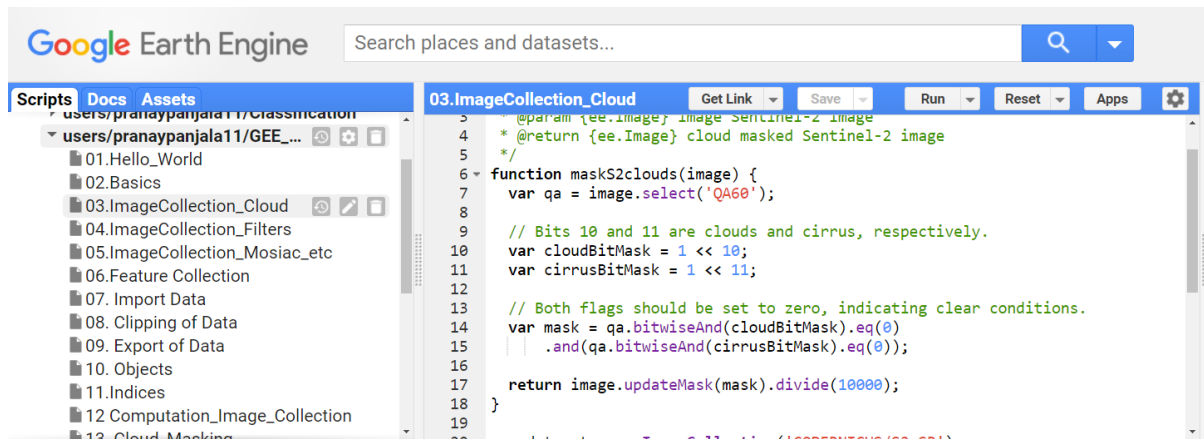 Google Earth Engine
Search places and datasets...
Scripts Docs Assets
users/pranaypanjala11/Classification
users/pranaypanjala11/GEE_...
01.Hello_World
02.Basics
03.ImageCollection_Cloud
04.ImageCollection_Filters
05.ImageCollection_Mosiac_etc
06.Feature Collection
07. Import Data
08. Clipping of Data
09. Export of Data
10. Objects
11.Indices
12 Computation_Image_Collection
13. Cloud_Masking
03.ImageCollection_Cloud Get Link Save Run Reset Apps
3 * @param {ee.Image} image Sentinel-2 image
4 * @return {ee.Image} cloud masked Sentinel-2 image
5 */
6 function maskS2clouds(image) {
7 var qa = image.select('QA60');
8
9 // Bits 10 and 11 are clouds and cirrus, respectively.
10 var cloudBitMask = 1 << 10;
11 var cirrusBitMask = 1 << 11;
12
13 // Both flags should be set to zero, indicating clear conditions.
14 var mask = qa.bitwiseAnd(cloudBitMask).eq(0)
15 .and(qa.bitwiseAnd(cirrusBitMask).eq(0));
16
17 return image.updateMask(mask).divide(10000);
18 }
19